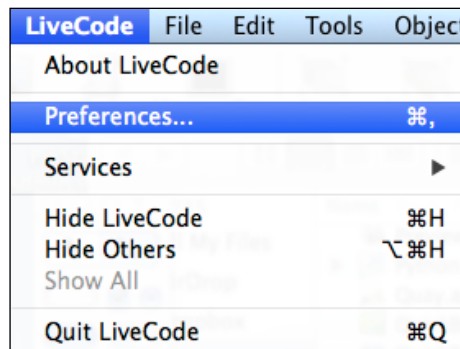 LiveCode File Edit Tools Objec
About LiveCode
Preferences... ⌘,
Services ▶
Hide LiveCode ⌘H
Hide Others ⌥⌘H
Show All
Quit LiveCode ⌘Q